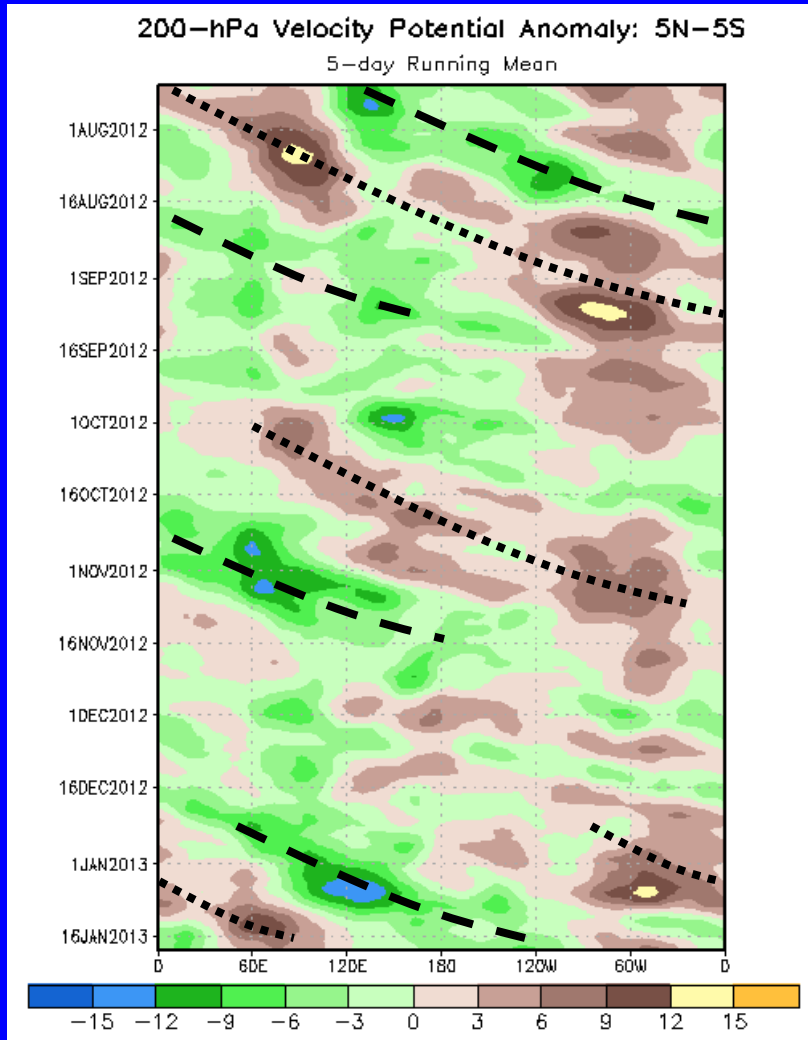 200-hPa Velocity Potential Anomaly: 5N-5S
5-day Running Mean
1AUG2012
16AUG2012
1SEP2012
16SEP2012
1OCT2012
16OCT2012
1NOV2012
16NOV2012
1DEC2012
16DEC2012
1JAN2013
16JAN2013
0 60E 120E 180 120W 60W 0
-15 -12 -9 -6 -3 0 3 6 9 12 15